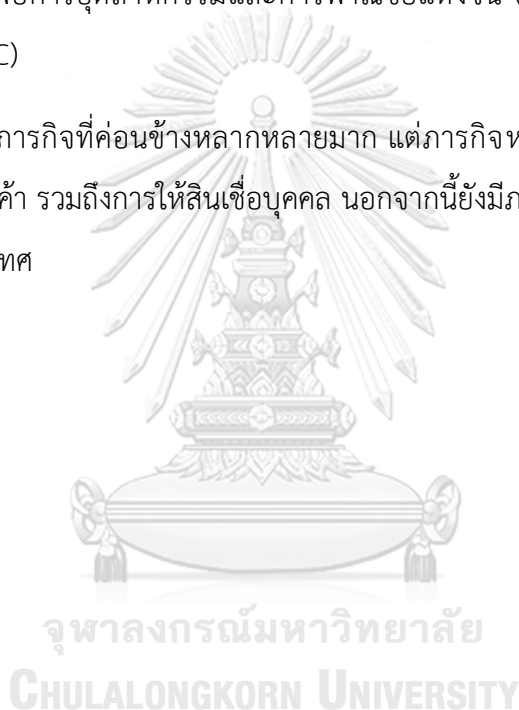 อการอุตสาหกรรมและการพาณิชย์แห่งจีน
C)
ภารกิจที่ค่อนข้างหลากหลายมาก แต่ภารกิจห
ค้า รวมถึงการให้สินเชื่อบุคคล นอกจากนี้ยังมีภ
ทศ
จุฬาลงกรณ์มหาวิทยาลัย
CHULALONGKORN UNIVERSITY